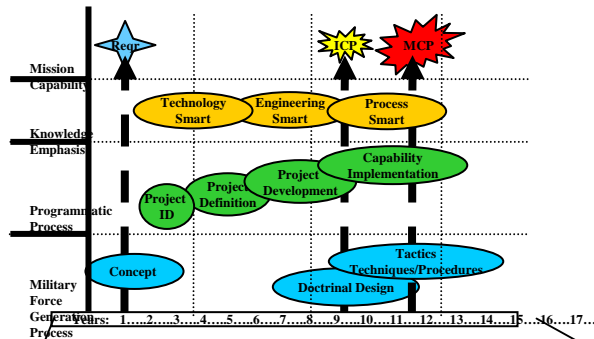 Reqr
ICP
MCP
Mission
Capability
Technology
Smart
Engineering
Smart
Process
Smart
Knowledge
Emphasis
Capability
Implementation
Project
Development
Project
Definition
Project
ID
Programmatic
Process
Tactics
Techniques/Procedures
Concept
Doctrinal Design
Military
Force
Generation
Process
Years: 1....2....3....4....5....6....7....8....9....10....11....12....13....14....15....16....17...